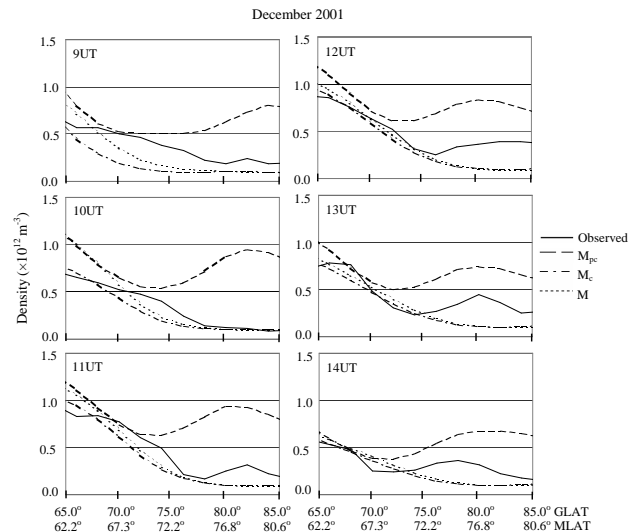 December 2001
Density (×10¹² m⁻³)
9UT
1.5
1.0
0.5
0.0
10UT
1.5
1.0
0.5
0.0
11UT
1.5
1.0
0.5
0.0
65.0° 70.0° 75.0° 80.0° 85.0°
62.2° 67.3° 72.2° 76.8° 80.6°
12UT
1.5
1.0
0.5
0.0
13UT
1.5
1.0
0.5
0.0
14UT
1.5
1.0
0.5
0.0
65.0° 70.0° 75.0° 80.0° 85.0° GLAT
62.2° 67.3° 72.2° 76.8° 80.6° MLAT
Observed
Mpc
Mc
M